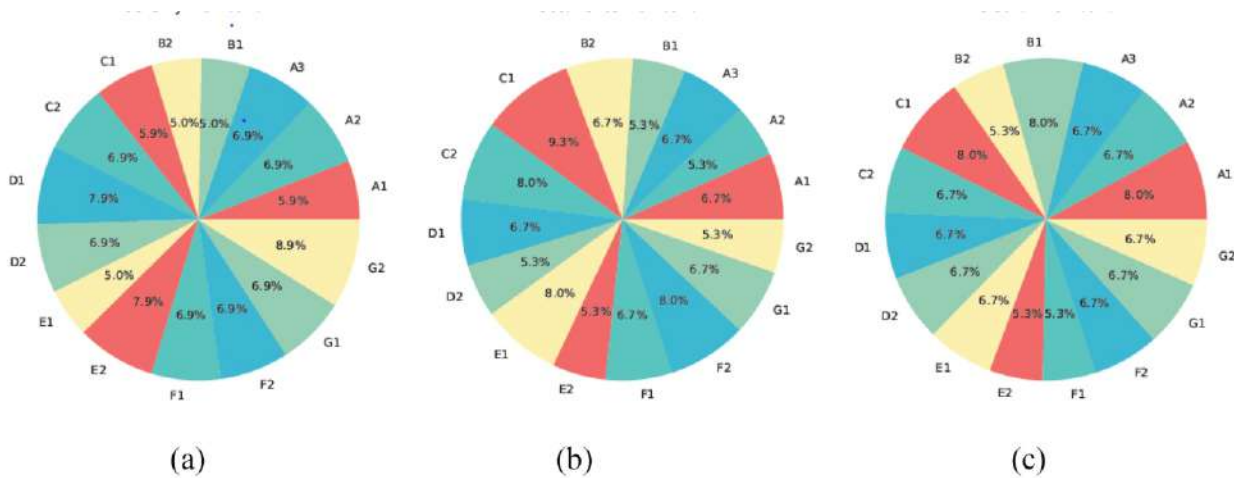 B2 B1 A3 A2 A1 G2 G1 F2 F1 E2 E1 D2 D1 C2 C1
5.0% 5.0% 6.9% 6.9% 5.9% 8.9% 6.9% 6.9% 6.9% 7.9% 5.0% 6.9% 7.9% 6.9% 5.9%
B2 B1 A3 A2 A1 G2 G1 F2 F1 E2 E1 D2 D1 C2 C1
6.7% 5.3% 6.7% 5.3% 6.7% 5.3% 6.7% 8.0% 6.7% 5.3% 8.0% 5.3% 6.7% 8.0% 9.3%
B2 B1 A3 A2 A1 G2 G1 F2 F1 E2 E1 D2 D1 C2 C1
5.3% 8.0% 6.7% 6.7% 8.0% 6.7% 6.7% 6.7% 5.3% 5.3% 6.7% 6.7% 6.7% 6.7% 8.0%
(a) (b) (c)